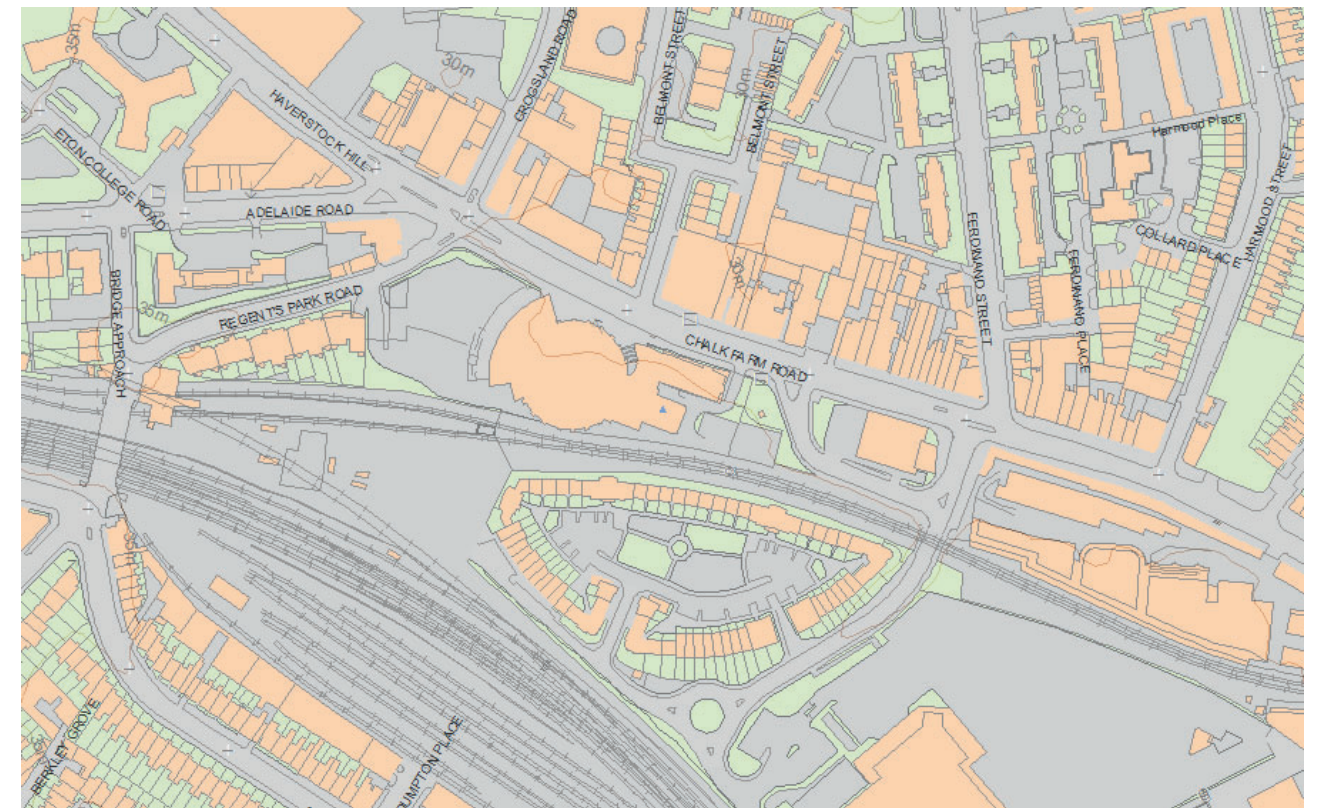 35m
30m
CROGSLAND ROAD
BELMONT STREET
30m
BELMONT STREET
HAVERSTOCK HILL
Harmood Place
ETON COLLEGE ROAD
ADELAIDE ROAD
HARMOOD STREET
COLLARD PLACE
FERDINAND STREET
FERDINAND PLACE
30m
BRIDGE APPROACH
35m
REGENT'S PARK ROAD
CHALK FARM ROAD
35m
BERKLEY GROVE
UMPTON PLACE